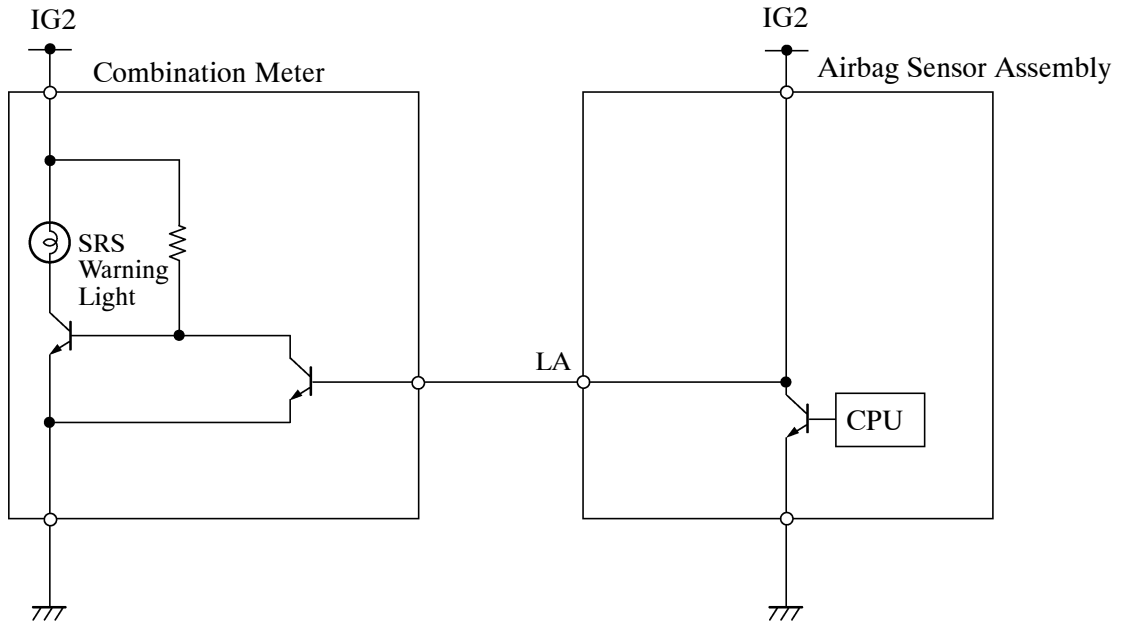 IG2
IG2
Combination Meter
Airbag Sensor Assembly
SRS
Warning
Light
LA
CPU